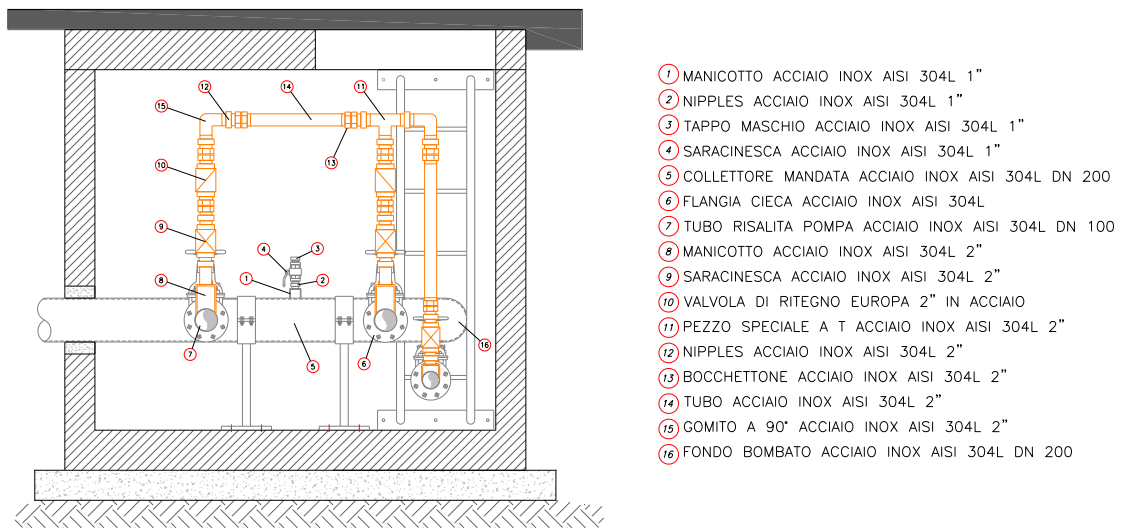 12
14
11
15
10
13
9
4
3
8
1
2
7
5
6
16
1 MANICOTTO ACCIAIO INOX AISI 304L 1"
2 NIPPLES ACCIAIO INOX AISI 304L 1"
3 TAPPO MASCHIO ACCIAIO INOX AISI 304L 1"
4 SARACINESCA ACCIAIO INOX AISI 304L 1"
5 COLLETTORE MANDATA ACCIAIO INOX AISI 304L DN 200
6 FLANGIA CIECA ACCIAIO INOX AISI 304L
7 TUBO RISALITA POMPA ACCIAIO INOX AISI 304L DN 100
8 MANICOTTO ACCIAIO INOX AISI 304L 2"
9 SARACINESCA ACCIAIO INOX AISI 304L 2"
10 VALVOLA DI RITEGNO EUROPA 2" IN ACCIAIO
11 PEZZO SPECIALE A T ACCIAIO INOX AISI 304L 2"
12 NIPPLES ACCIAIO INOX AISI 304L 2"
13 BOCCHETTONE ACCIAIO INOX AISI 304L 2"
14 TUBO ACCIAIO INOX AISI 304L 2"
15 GOMITO A 90° ACCIAIO INOX AISI 304L 2"
16 FONDO BOMBATO ACCIAIO INOX AISI 304L DN 200